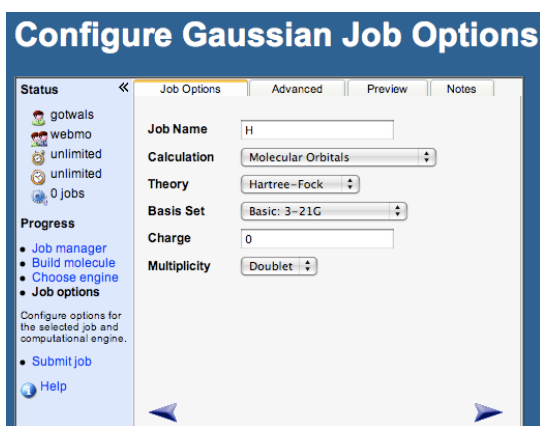 Configure Gaussian Job Options
Status «
gotwals
webmo
unlimited
unlimited
0 jobs
Progress
• Job manager
• Build molecule
• Choose engine
• Job options
Configure options for
the selected job and
computational engine.
• Submit job
Help
Job Options Advanced Preview Notes
Job Name H
Calculation Molecular Orbitals
Theory Hartree-Fock
Basis Set Basic: 3-21G
Charge 0
Multiplicity Doublet